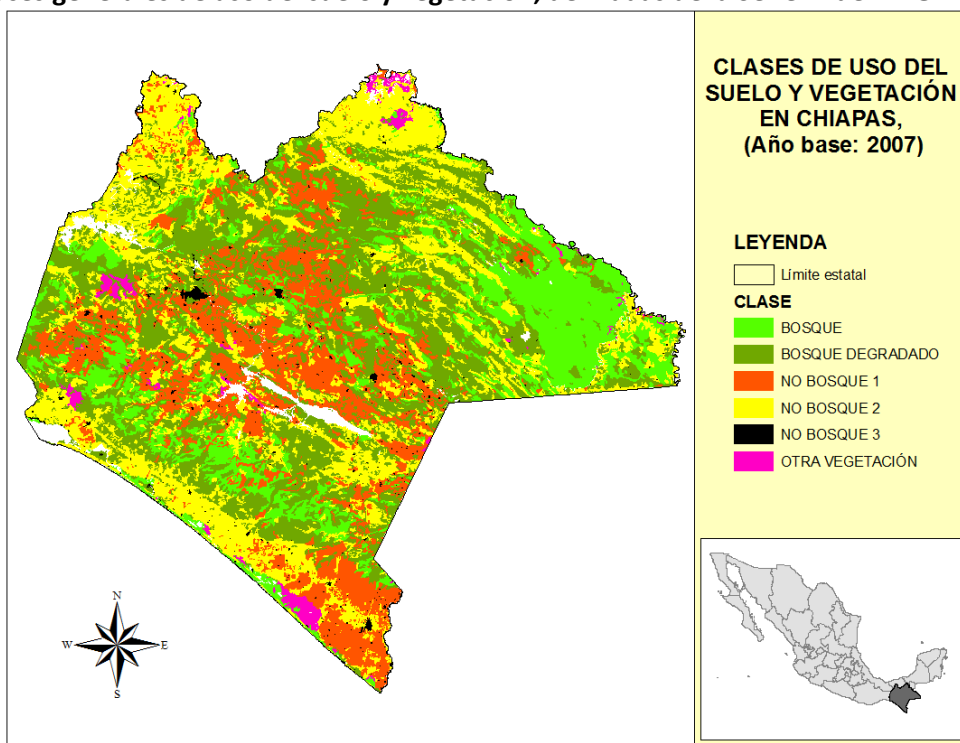 CLASES DE USO DEL
SUELO Y VEGETACIÓN
EN CHIAPAS,
(Año base: 2007)
LEYENDA
Límite estatal
CLASE
BOSQUE
BOSQUE DEGRADADO
NO BOSQUE 1
NO BOSQUE 2
NO BOSQUE 3
OTRA VEGETACIÓN
N
W E
S